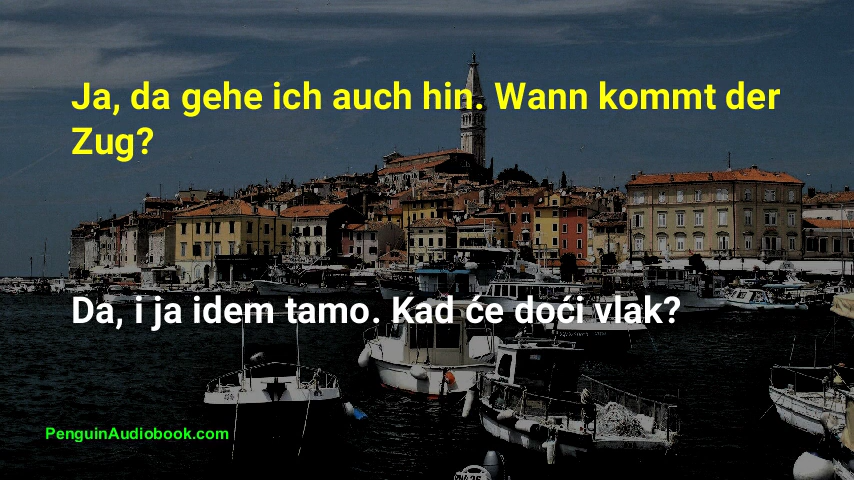 Ja, da gehe ich auch hin. Wann kommt der
Zug?
Da, i ja idem tamo. Kad će doći vlak?
PenguinAudiobook.com